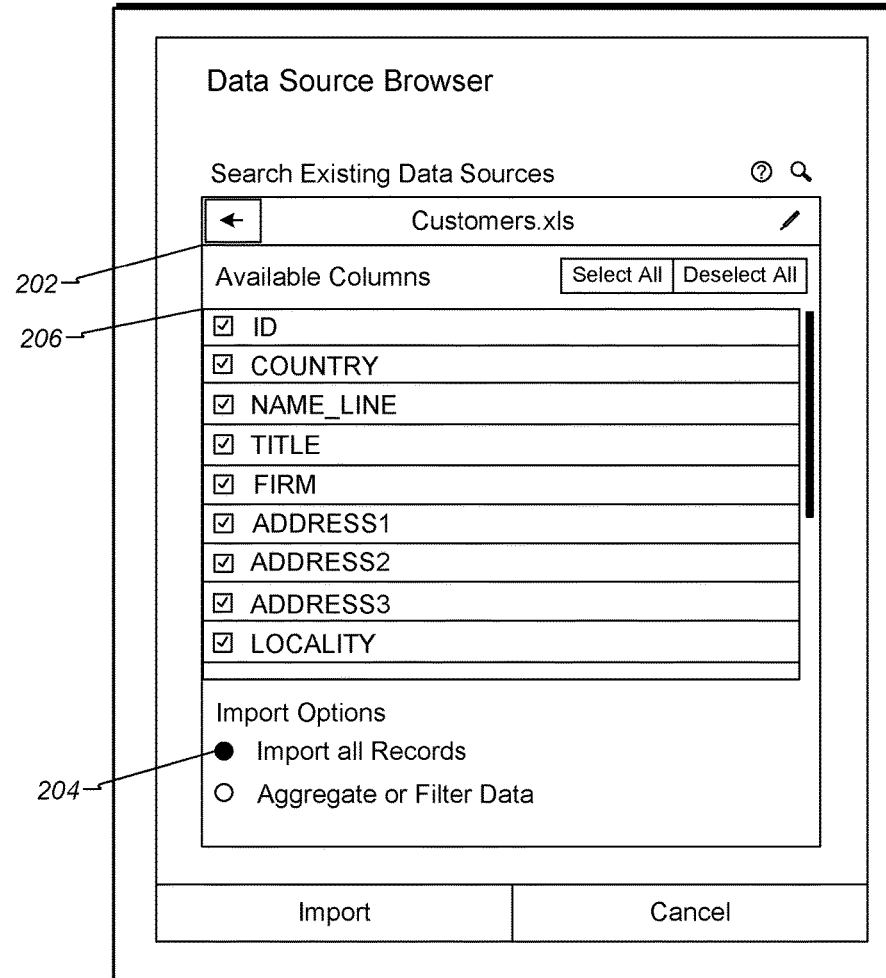 Data Source Browser
Search Existing Data Sources
Customers.xls
202
Available Columns Select All Deselect All
206
ID
COUNTRY
NAME_LINE
TITLE
FIRM
ADDRESS1
ADDRESS2
ADDRESS3
LOCALITY
Import Options
Import all Records
204
Aggregate or Filter Data
Import Cancel